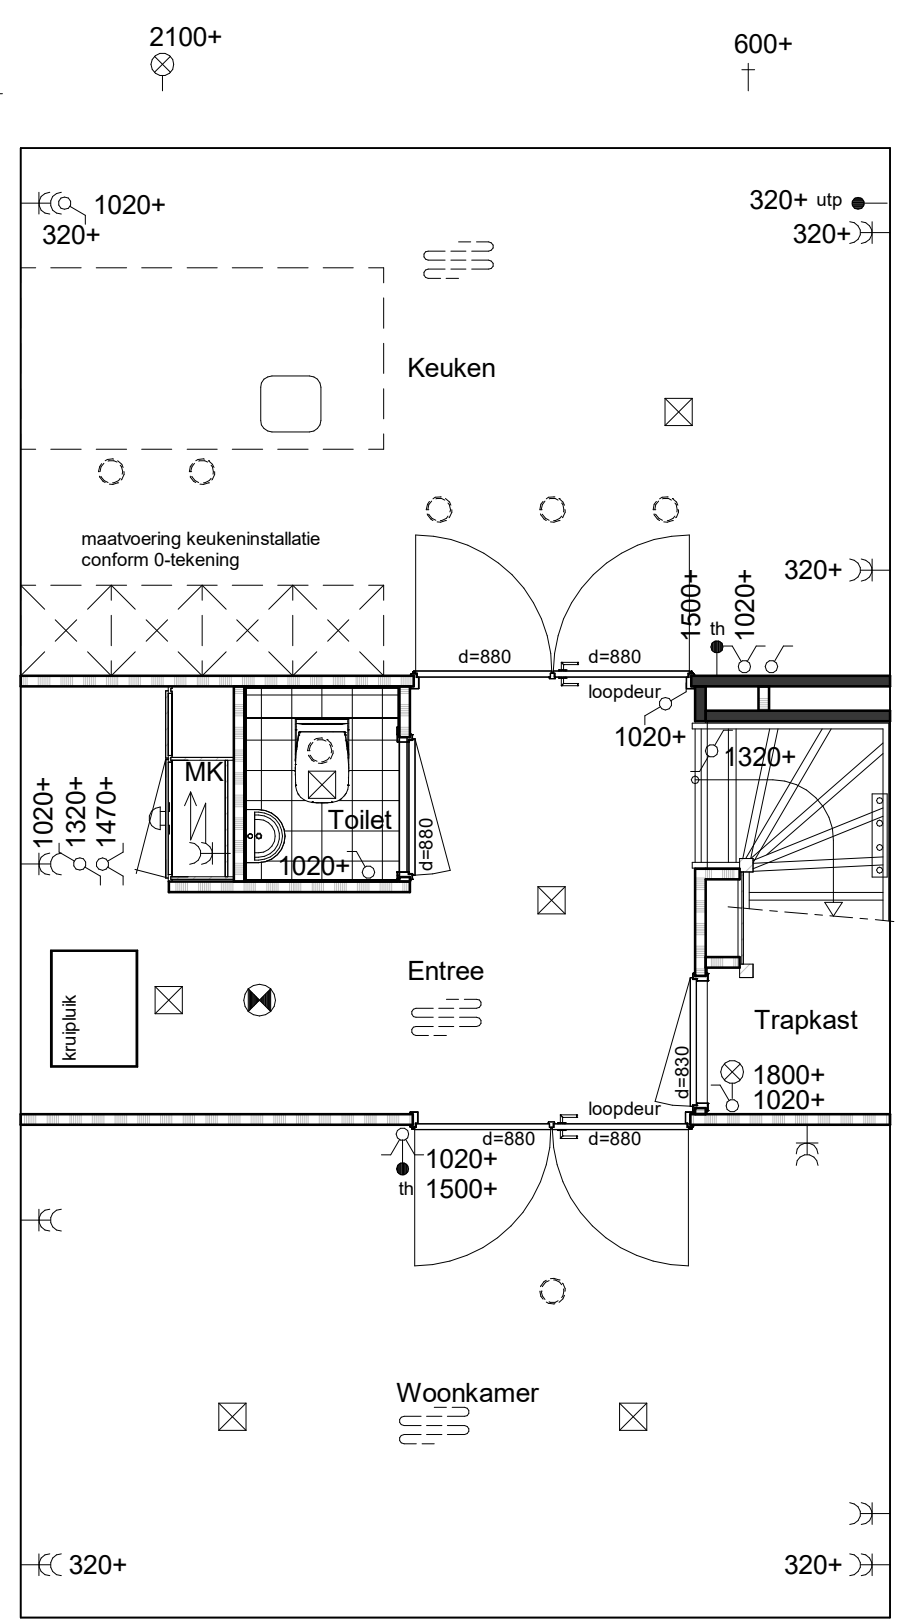 2100+
600+
1020+
320+
320+ utp
320+
Keuken
maatvoering keukeninstallatie
conform 0-tekening
320+
1500+
th
1020+
d=880
d=880
loopdeur
1020+
1320+
MK
1020+
1320+
1470+
Toilet
d=880
1020+
Entree
kruipluik
Trapkast
d=830
1800+
1020+
loopdeur
d=880
d=880
1020+
th
1500+
Woonkamer
320+
320+